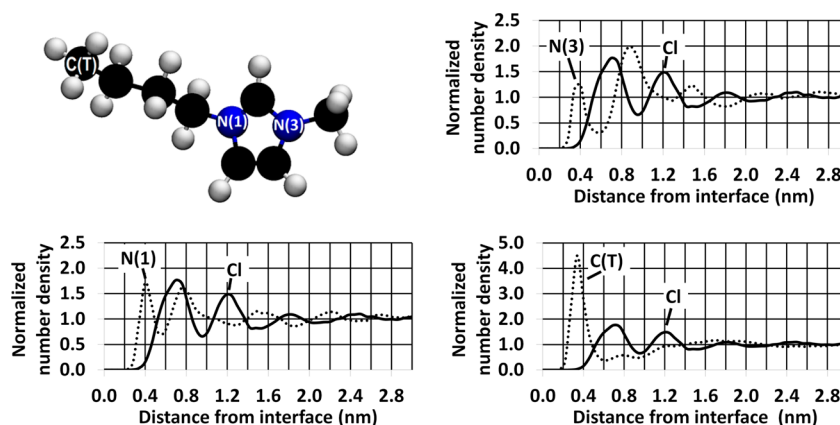 C(T)
N(1)
N(3)
Normalized
number density
2.5
2.0
1.5
1.0
0.5
0.0
N(3)
Cl
0.0 0.4 0.8 1.2 1.6 2.0 2.4 2.8
Distance from interface (nm)
Normalized
number density
2.5
2.0
1.5
1.0
0.5
0.0
N(1)
Cl
0.0 0.4 0.8 1.2 1.6 2.0 2.4 2.8
Distance from interface (nm)
Normalized
number density
5.0
4.0
3.0
2.0
1.0
0.0
C(T)
Cl
0.0 0.4 0.8 1.2 1.6 2.0 2.4 2.8
Distance from interface (nm)